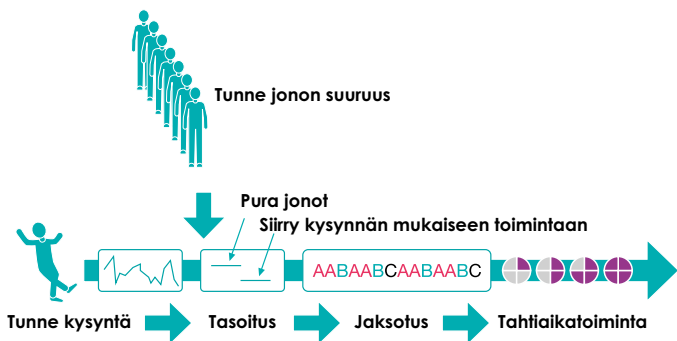 Tunne jonon suuruus
Pura jonot
Siirry kysynnän mukaiseen toimintaan
AABAABCAABAABC
Tunne kysyntä
Tasoitus
Jaksotus
Tahtiaikatoiminta